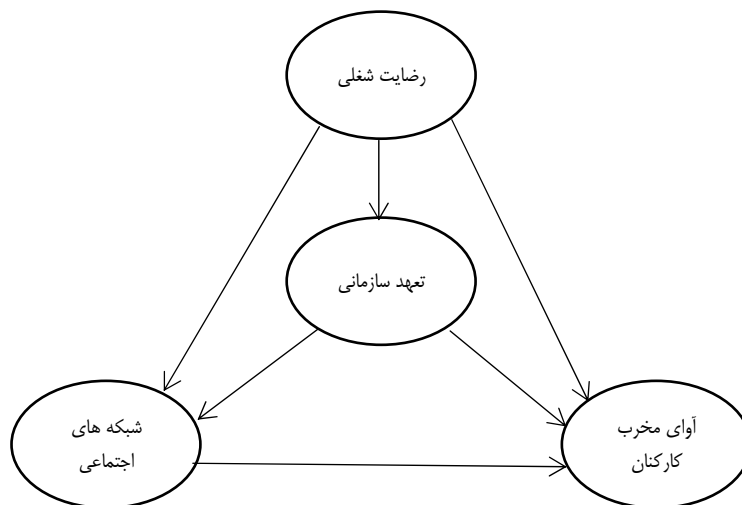 رضایت شغلی
تعهد سازمانی
شبکه های
اجتماعی
آوای مخرب
کارکنان